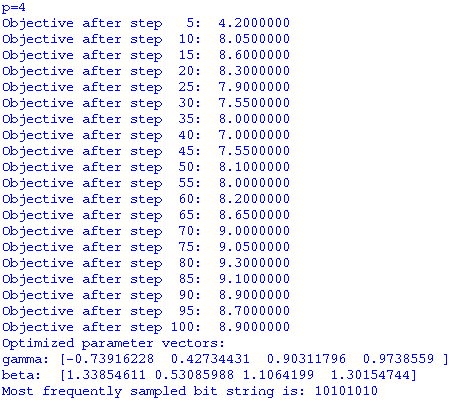 p=4
Objective after step   5:  4.2000000
Objective after step  10:  8.0500000
Objective after step  15:  8.6000000
Objective after step  20:  8.3000000
Objective after step  25:  7.9000000
Objective after step  30:  7.5500000
Objective after step  35:  8.0000000
Objective after step  40:  7.0000000
Objective after step  45:  7.5500000
Objective after step  50:  8.1000000
Objective after step  55:  8.0000000
Objective after step  60:  8.2000000
Objective after step  65:  8.6500000
Objective after step  70:  9.0000000
Objective after step  75:  9.0500000
Objective after step  80:  9.3000000
Objective after step  85:  9.1000000
Objective after step  90:  8.9000000
Objective after step  95:  8.7000000
Objective after step 100:  8.9000000
Optimized parameter vectors:
gamma: [-0.73916228  0.42734431  0.90311796  0.9738559 ]
beta:  [1.33854611 0.53085988 1.1064199  1.30154744]
Most frequently sampled bit string is: 10101010